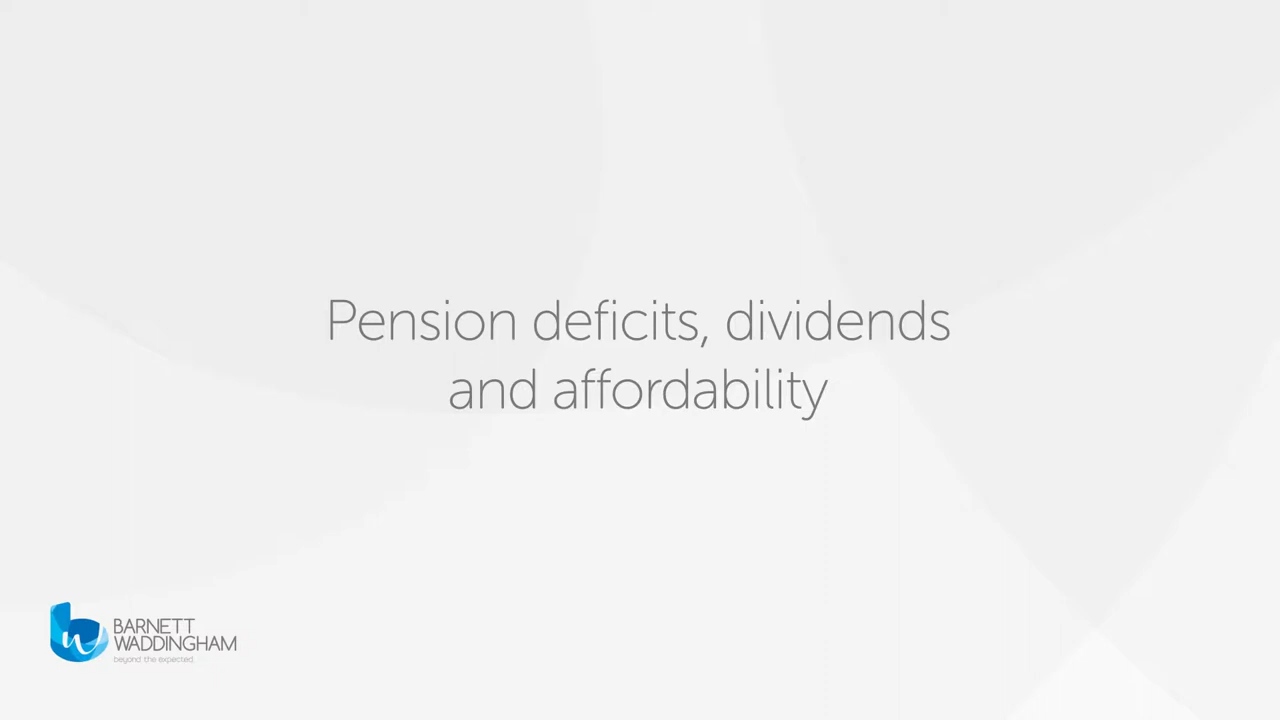 Pension deficits, dividends
and affordability
BARNETT
WADDINGHAM
beyond the expected